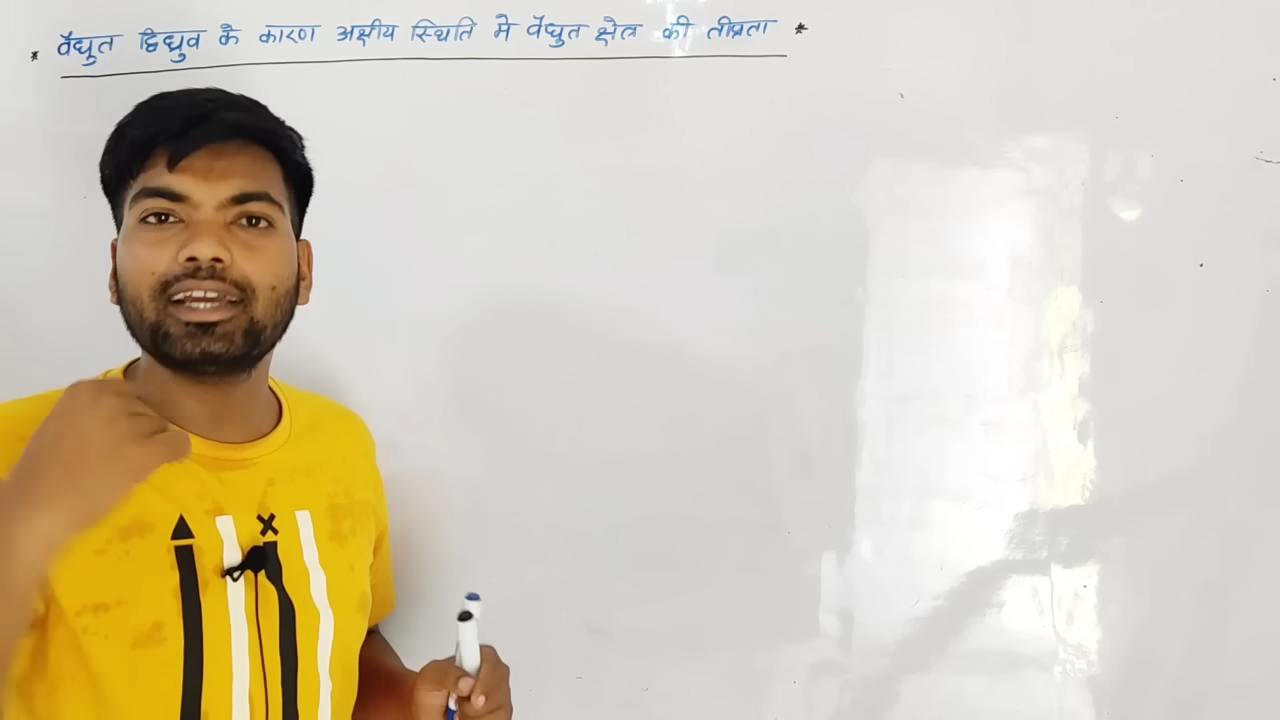 * वैद्युत द्विध्रुव के कारण अक्षीय स्थिति मे वैद्युत क्षेत्र की तीव्रता *